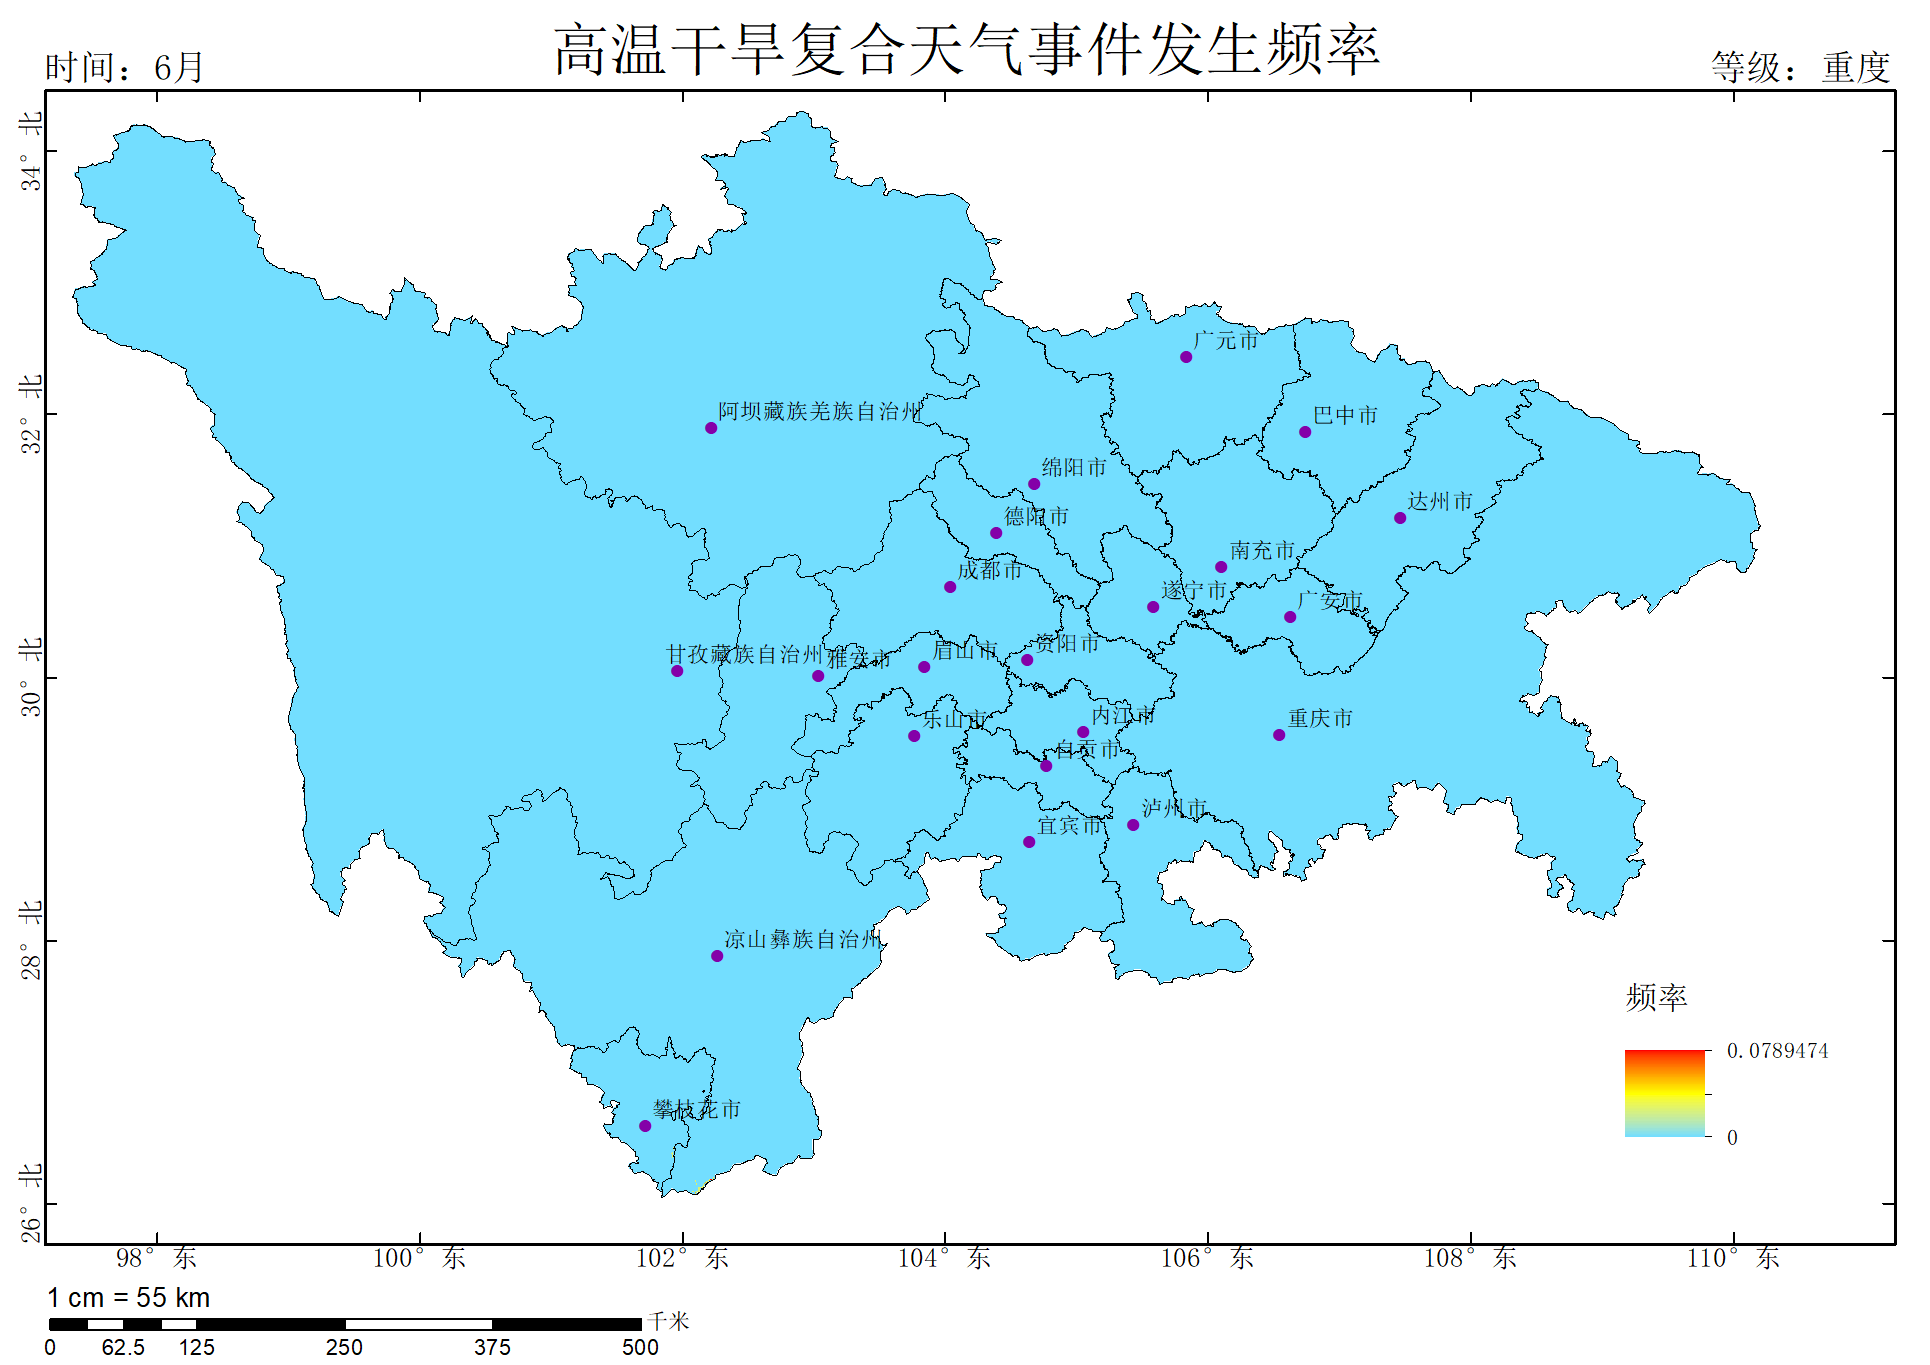 高温干旱复合天气事件发生频率
时间：6月
等级：重度
34°北
32°北
30°北
28°北
26°北
广元市
阿坝藏族羌族自治州
巴中市
绵阳市
达州市
德阳市
南充市
成都市
遂宁市
广安市
资阳市
眉山市
甘孜藏族自治州
雅安市
内江市
乐山市
重庆市
自贡市
泸州市
宜宾市
凉山彝族自治州
攀枝花市
频率
0.0789474
0
98°东
100°东
102°东
104°东
106°东
108°东
110°东
1 cm = 55 km
千米
0 62.5 125 250 375 500